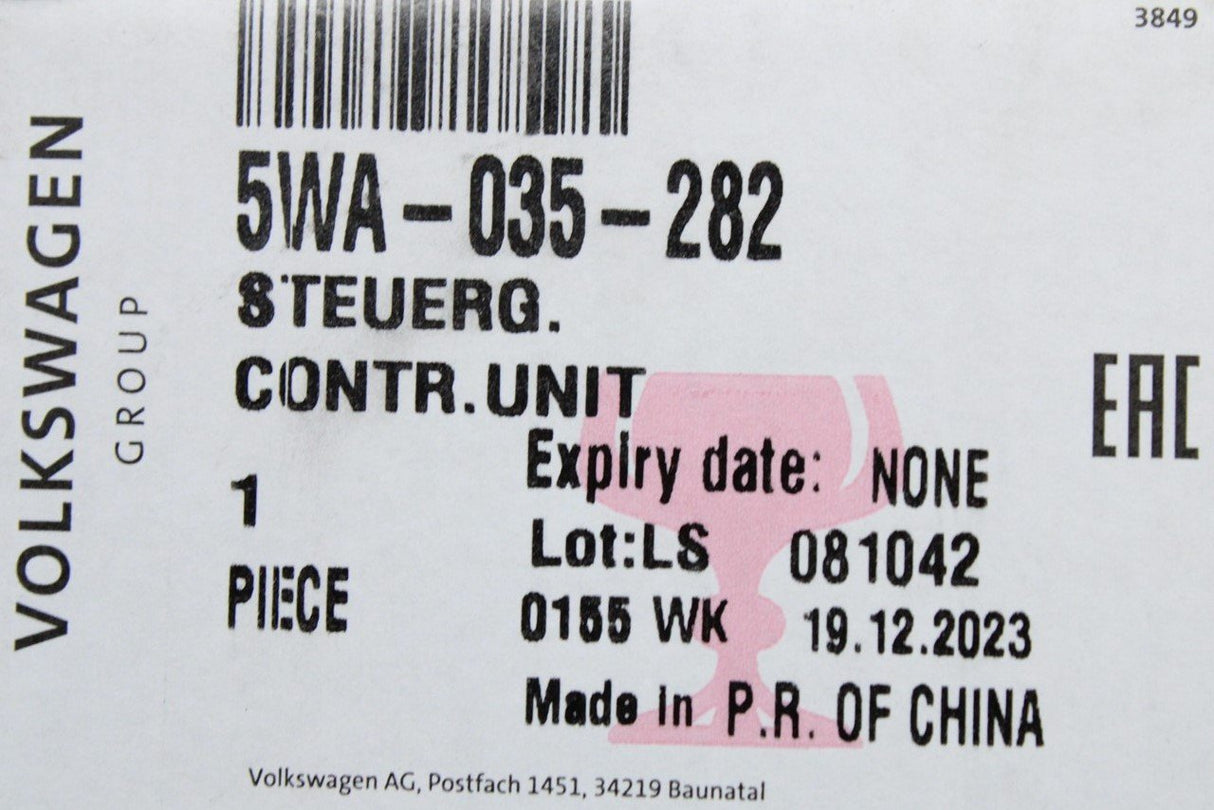 3849
VOLKSWAGEN
GROUP
5WA-035-282
STEUERG.
CONTR.UNIT
EAC
1
PIECE
Expiry date: NONE
Lot:LS 081042
0155 WK 19.12.2023
Made in P.R. OF CHINA
Volkswagen AG, Postfach 1451, 34219 Baunatal